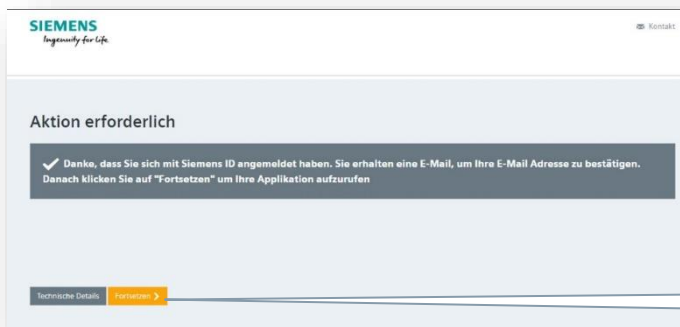 SIEMENS
Ingenuity for life
Kontakt
Aktion erforderlich
Danke, dass Sie sich mit Siemens ID angemeldet haben. Sie erhalten eine E-Mail, um Ihre E-Mail Adresse zu bestätigen.
Danach klicken Sie auf "Fortsetzen" um Ihre Applikation aufzurufen
Technische Details
Fortsetzen